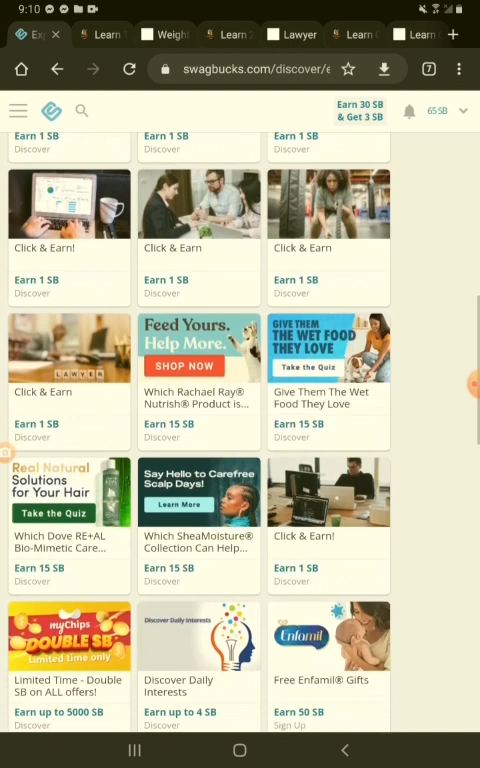 9:10
Ex
Learn
Weight
Learn
Lawyer
Learn
Learn
swagbucks.com/discover/e
7
Earn 30 SB
& Get 3 SB
65 SB
Earn 1 SB
Earn 1 SB
Earn 1 SB
Discover
Discover
Discover
Click & Earn!
Click & Earn
Click & Earn
Earn 1 SB
Earn 1 SB
Earn 1 SB
Discover
Discover
Discover
LAWYER
Click & Earn
Earn 1 SB
Discover
Feed Yours.
Help More.
SHOP NOW
Which Rachael Ray®
Nutrish® Product is...
Earn 15 SB
Discover
GIVE THEM
THE WET FOOD
THEY LOVE
Take the Quiz
Give Them The Wet
Food They Love
Earn 15 SB
Discover
Real Natural
Solutions
for Your Hair
Take the Quiz
Which Dove RE+AL
Bio-Mimetic Care...
Earn 15 SB
Discover
Say Hello to Carefree
Scalp Days!
Learn More
Which SheaMoisture®
Collection Can Help...
Earn 15 SB
Discover
Click & Earn!
Earn 1 SB
Discover
myChips
DOUBLE SB
Limited time only
Limited Time - Double
SB on ALL offers!
Earn up to 5000 SB
Discover
Discover Daily Interests
Discover Daily
Interests
Earn up to 4 SB
Discover
Enfamil
Free Enfamil® Gifts
Earn 50 SB
Sign Up